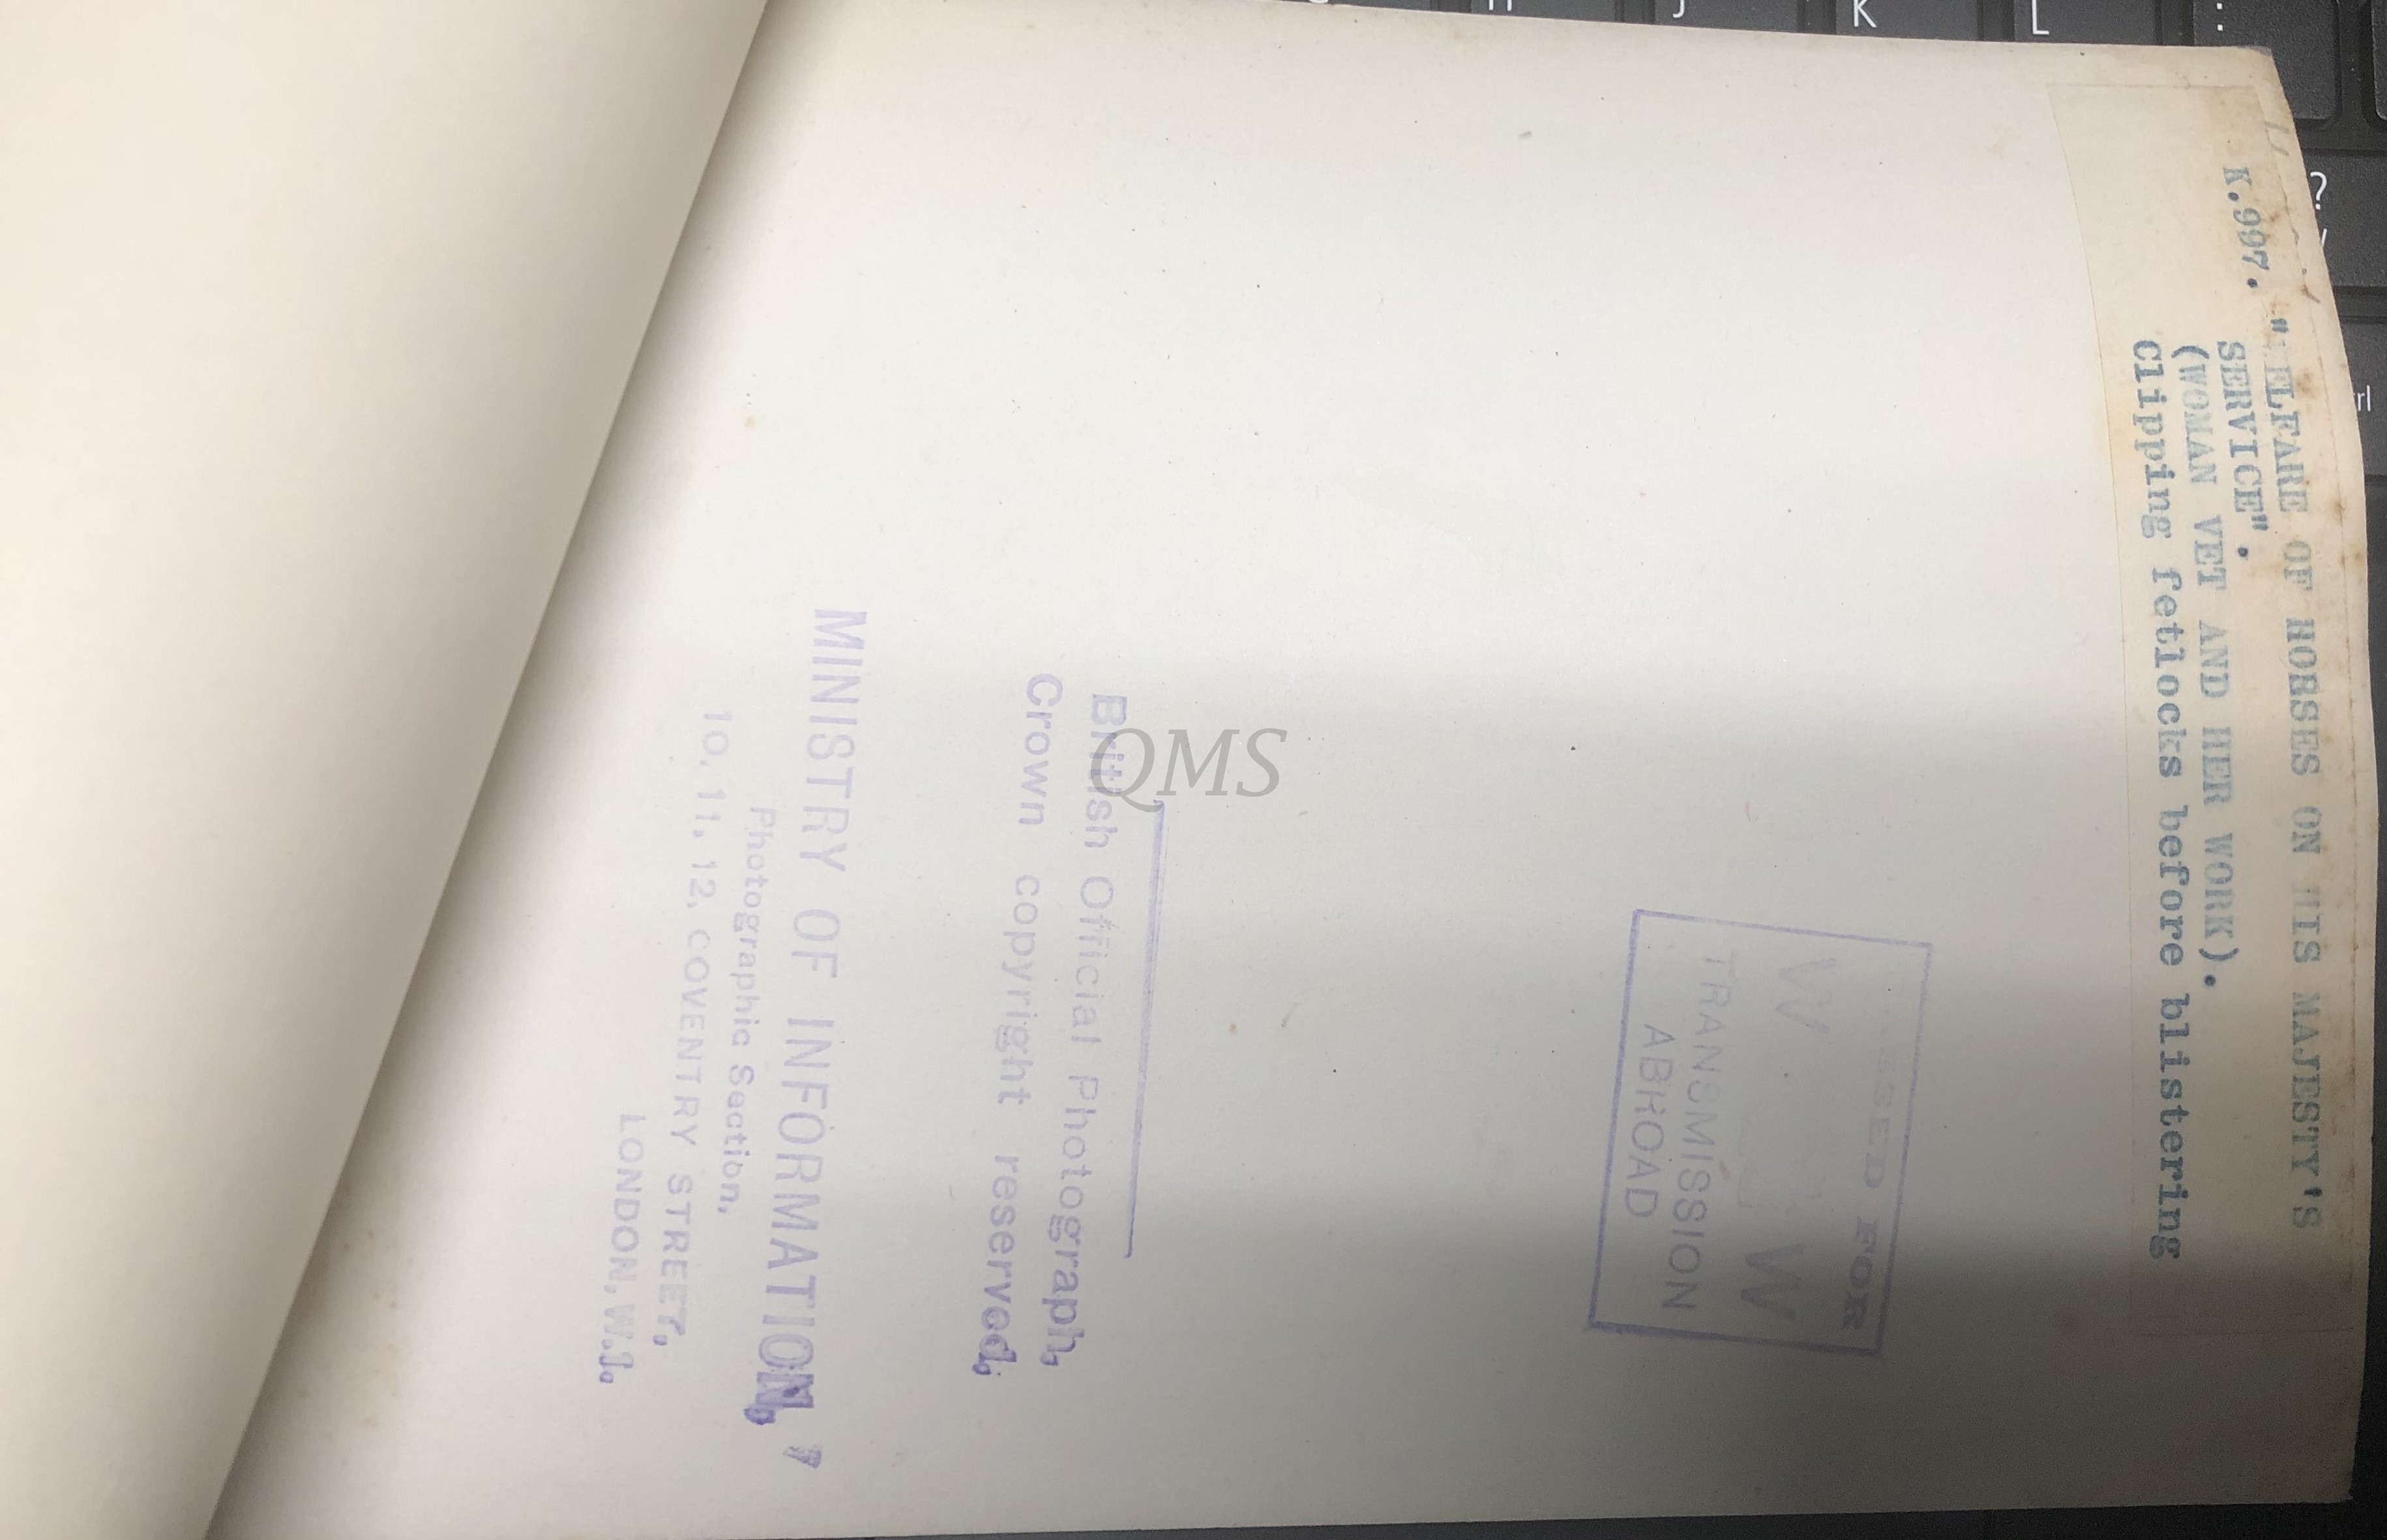 K.997. "WELFARE OF HORSES ON HIS MAJESTY'S
SERVICE".
(WOMAN VET AND HER WORK).
Clipping fetlocks before blistering
FOR
TRANSMISSION
ABROAD
British Official Photograph,
Crown copyright reserved,
MINISTRY OF INFORMATION,
Photographic Section,
10, 11, 12, COVENTRY STREET,
LONDON, W.1.
QMS
K
L
:
?